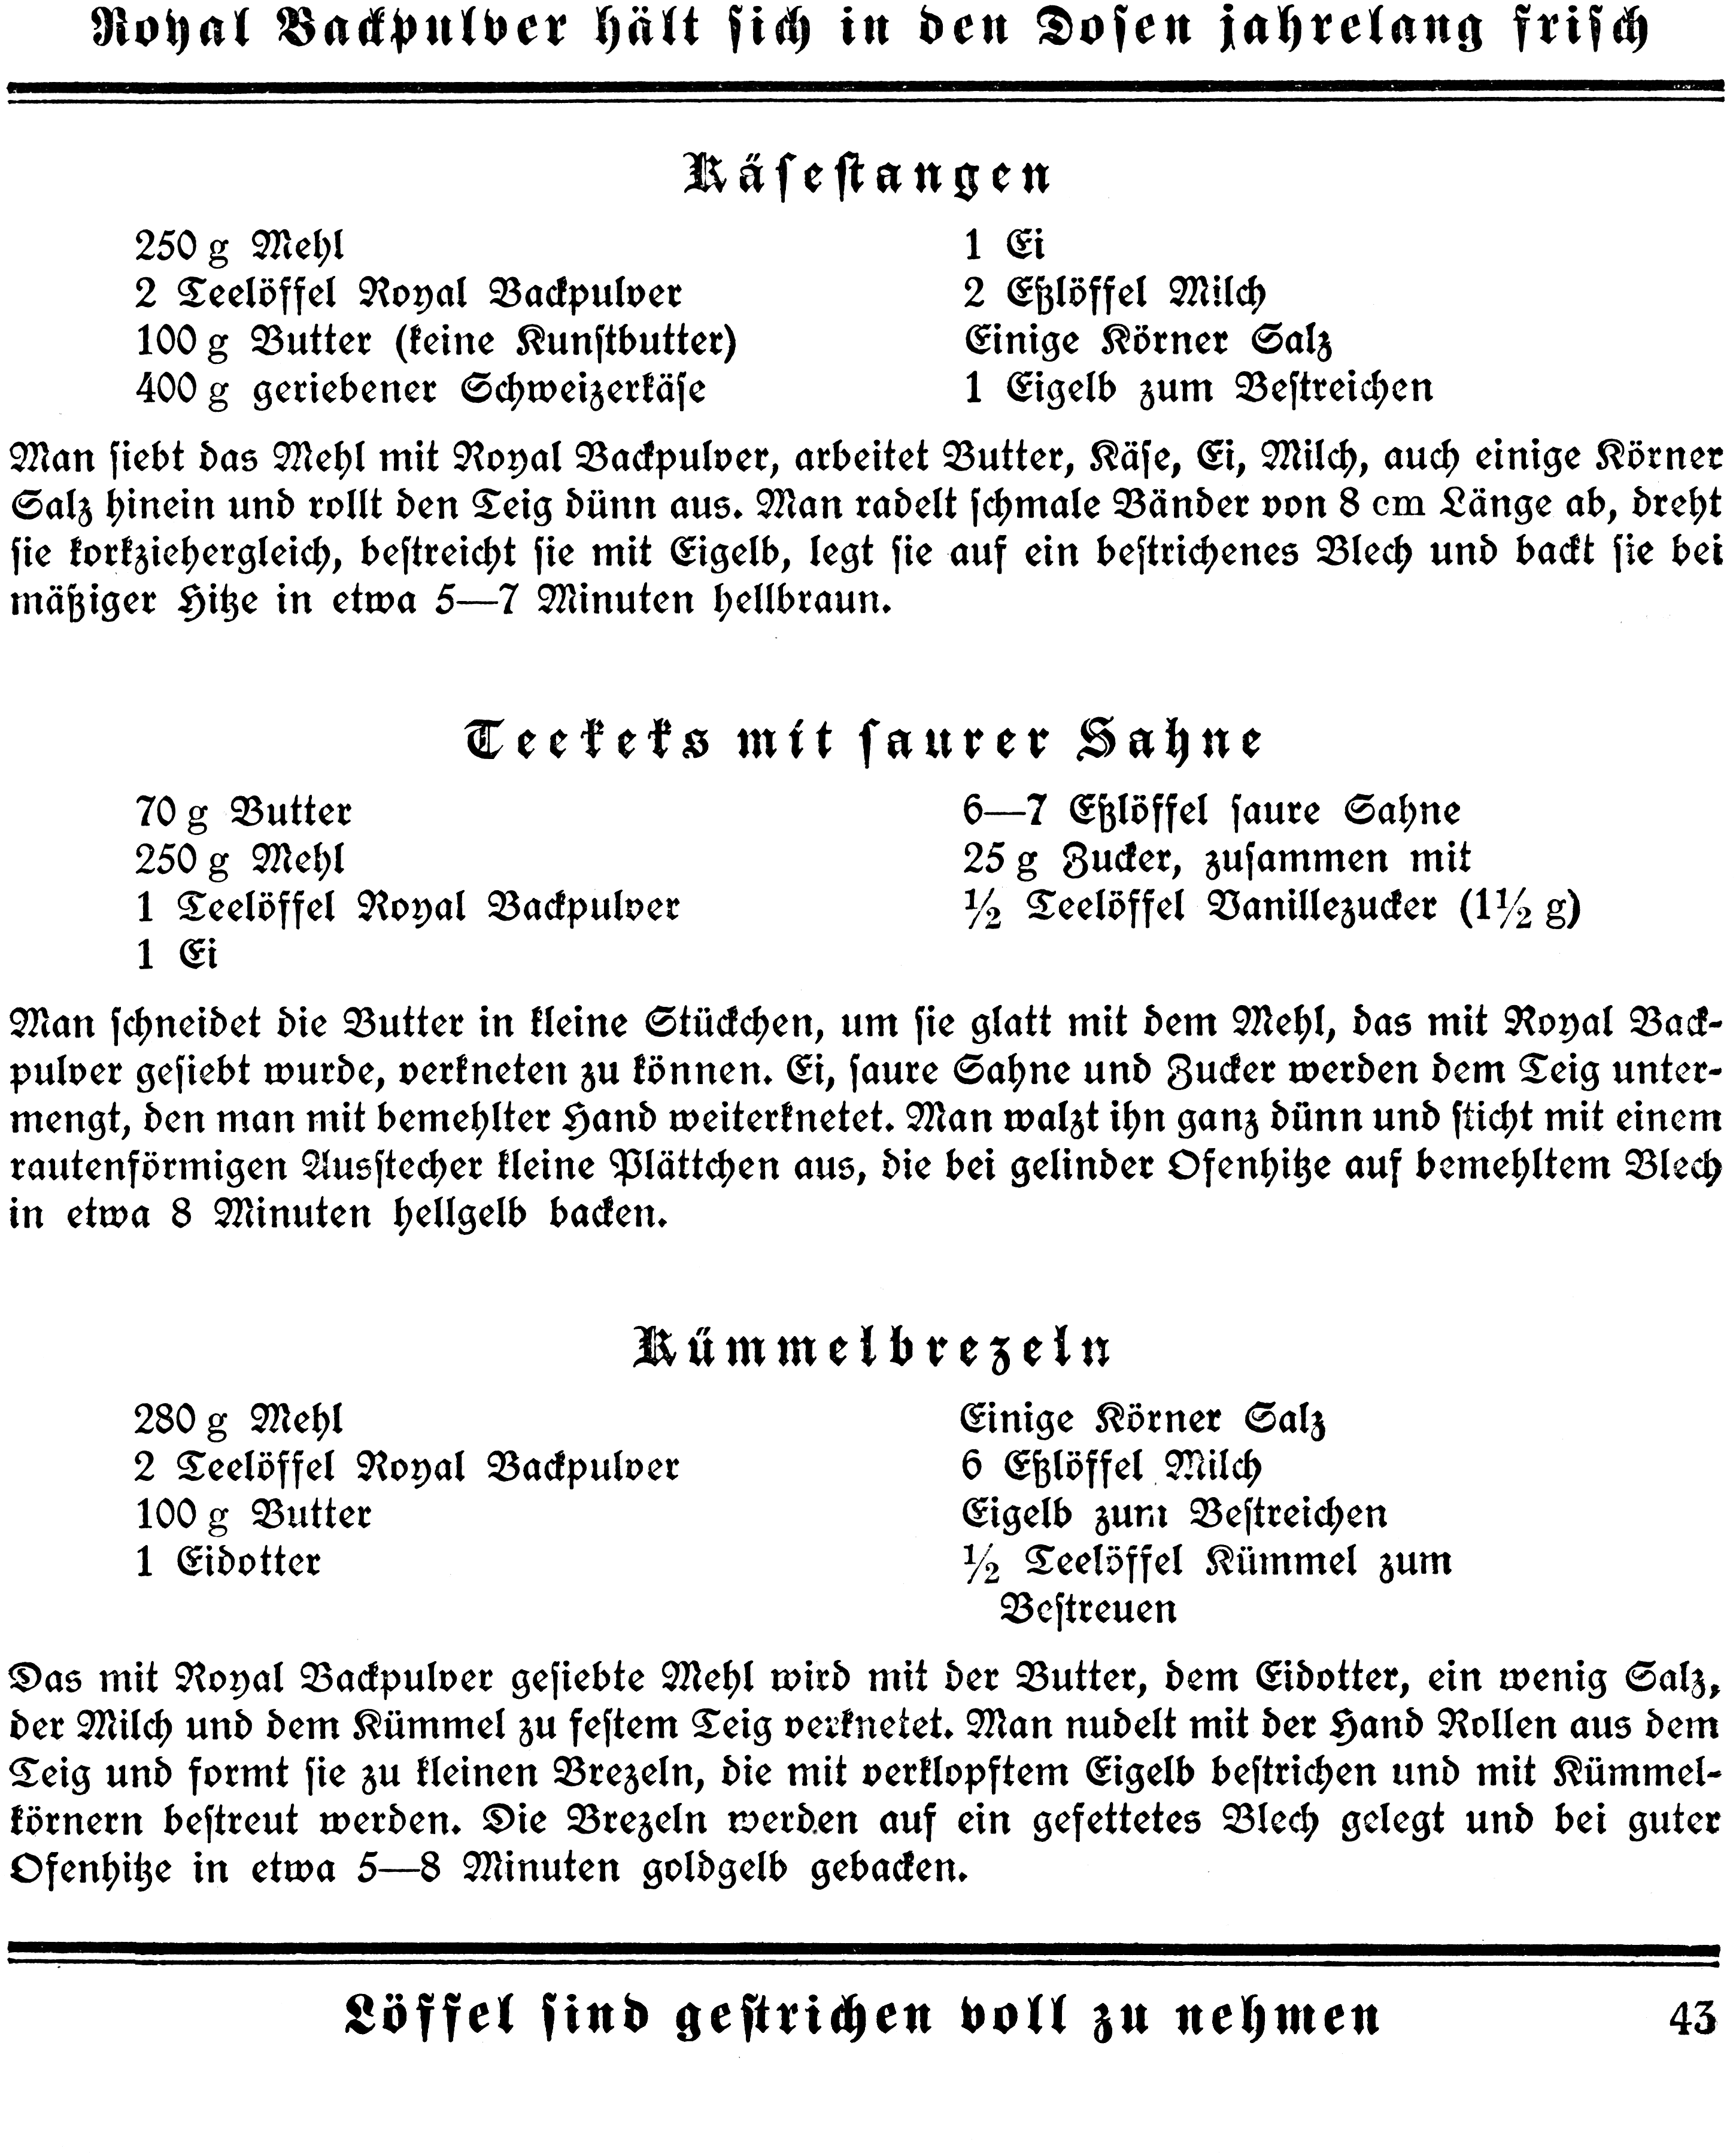 Royal Backpulver hält sich in den Dosen jahrelang frisch
Käsestangen
250 g Mehl
2 Teelöffel Royal Backpulver
100 g Butter (keine Kunstbutter)
400 g geriebener Schweizerkäse
1 Ei
2 Eßlöffel Milch
Einige Körner Salz
1 Eigelb zum Bestreichen
Man siebt das Mehl mit Royal Backpulver, arbeitet Butter, Käse, Ei, Milch, auch einige Körner
Salz hinein und rollt den Teig dünn aus. Man radelt schmale Bänder von 8 cm Länge ab, dreht
sie korkziehergleich, bestreicht sie mit Eigelb, legt sie auf ein bestrichenes Blech und backt sie bei
mäßiger Hitze in etwa 5—7 Minuten hellbraun.
Teekeks mit saurer Sahne
70 g Butter
250 g Mehl
1 Teelöffel Royal Backpulver
1 Ei
6—7 Eßlöffel saure Sahne
25 g Zucker, zusammen mit
½ Teelöffel Vanillezucker (1½ g)
Man schneidet die Butter in kleine Stückchen, um sie glatt mit dem Mehl, das mit Royal Back-
pulver gesiebt wurde, verkneten zu können. Ei, saure Sahne und Zucker werden dem Teig unter-
mengt, den man mit bemehlter Hand weiterknetet. Man walzt ihn ganz dünn und sticht mit einem
rautenförmigen Ausstecher kleine Plättchen aus, die bei gelinder Ofenhitze auf bemehltem Blech
in etwa 8 Minuten hellgelb backen.
Kümmelbrezeln
280 g Mehl
2 Teelöffel Royal Backpulver
100 g Butter
1 Eidotter
Einige Körner Salz
6 Eßlöffel Milch
Eigelb zum Bestreichen
½ Teelöffel Kümmel zum
Bestreuen
Das mit Royal Backpulver gesiebte Mehl wird mit der Butter, dem Eidotter, ein wenig Salz,
der Milch und dem Kümmel zu festem Teig verknetet. Man nudelt mit der Hand Rollen aus dem
Teig und formt sie zu kleinen Brezeln, die mit verklopftem Eigelb bestrichen und mit Kümmel-
körnern bestreut werden. Die Brezeln werden auf ein gefettetes Blech gelegt und bei guter
Ofenhitze in etwa 5—8 Minuten goldgelb gebacken.
Löffel sind gestrichen voll zu nehmen
43